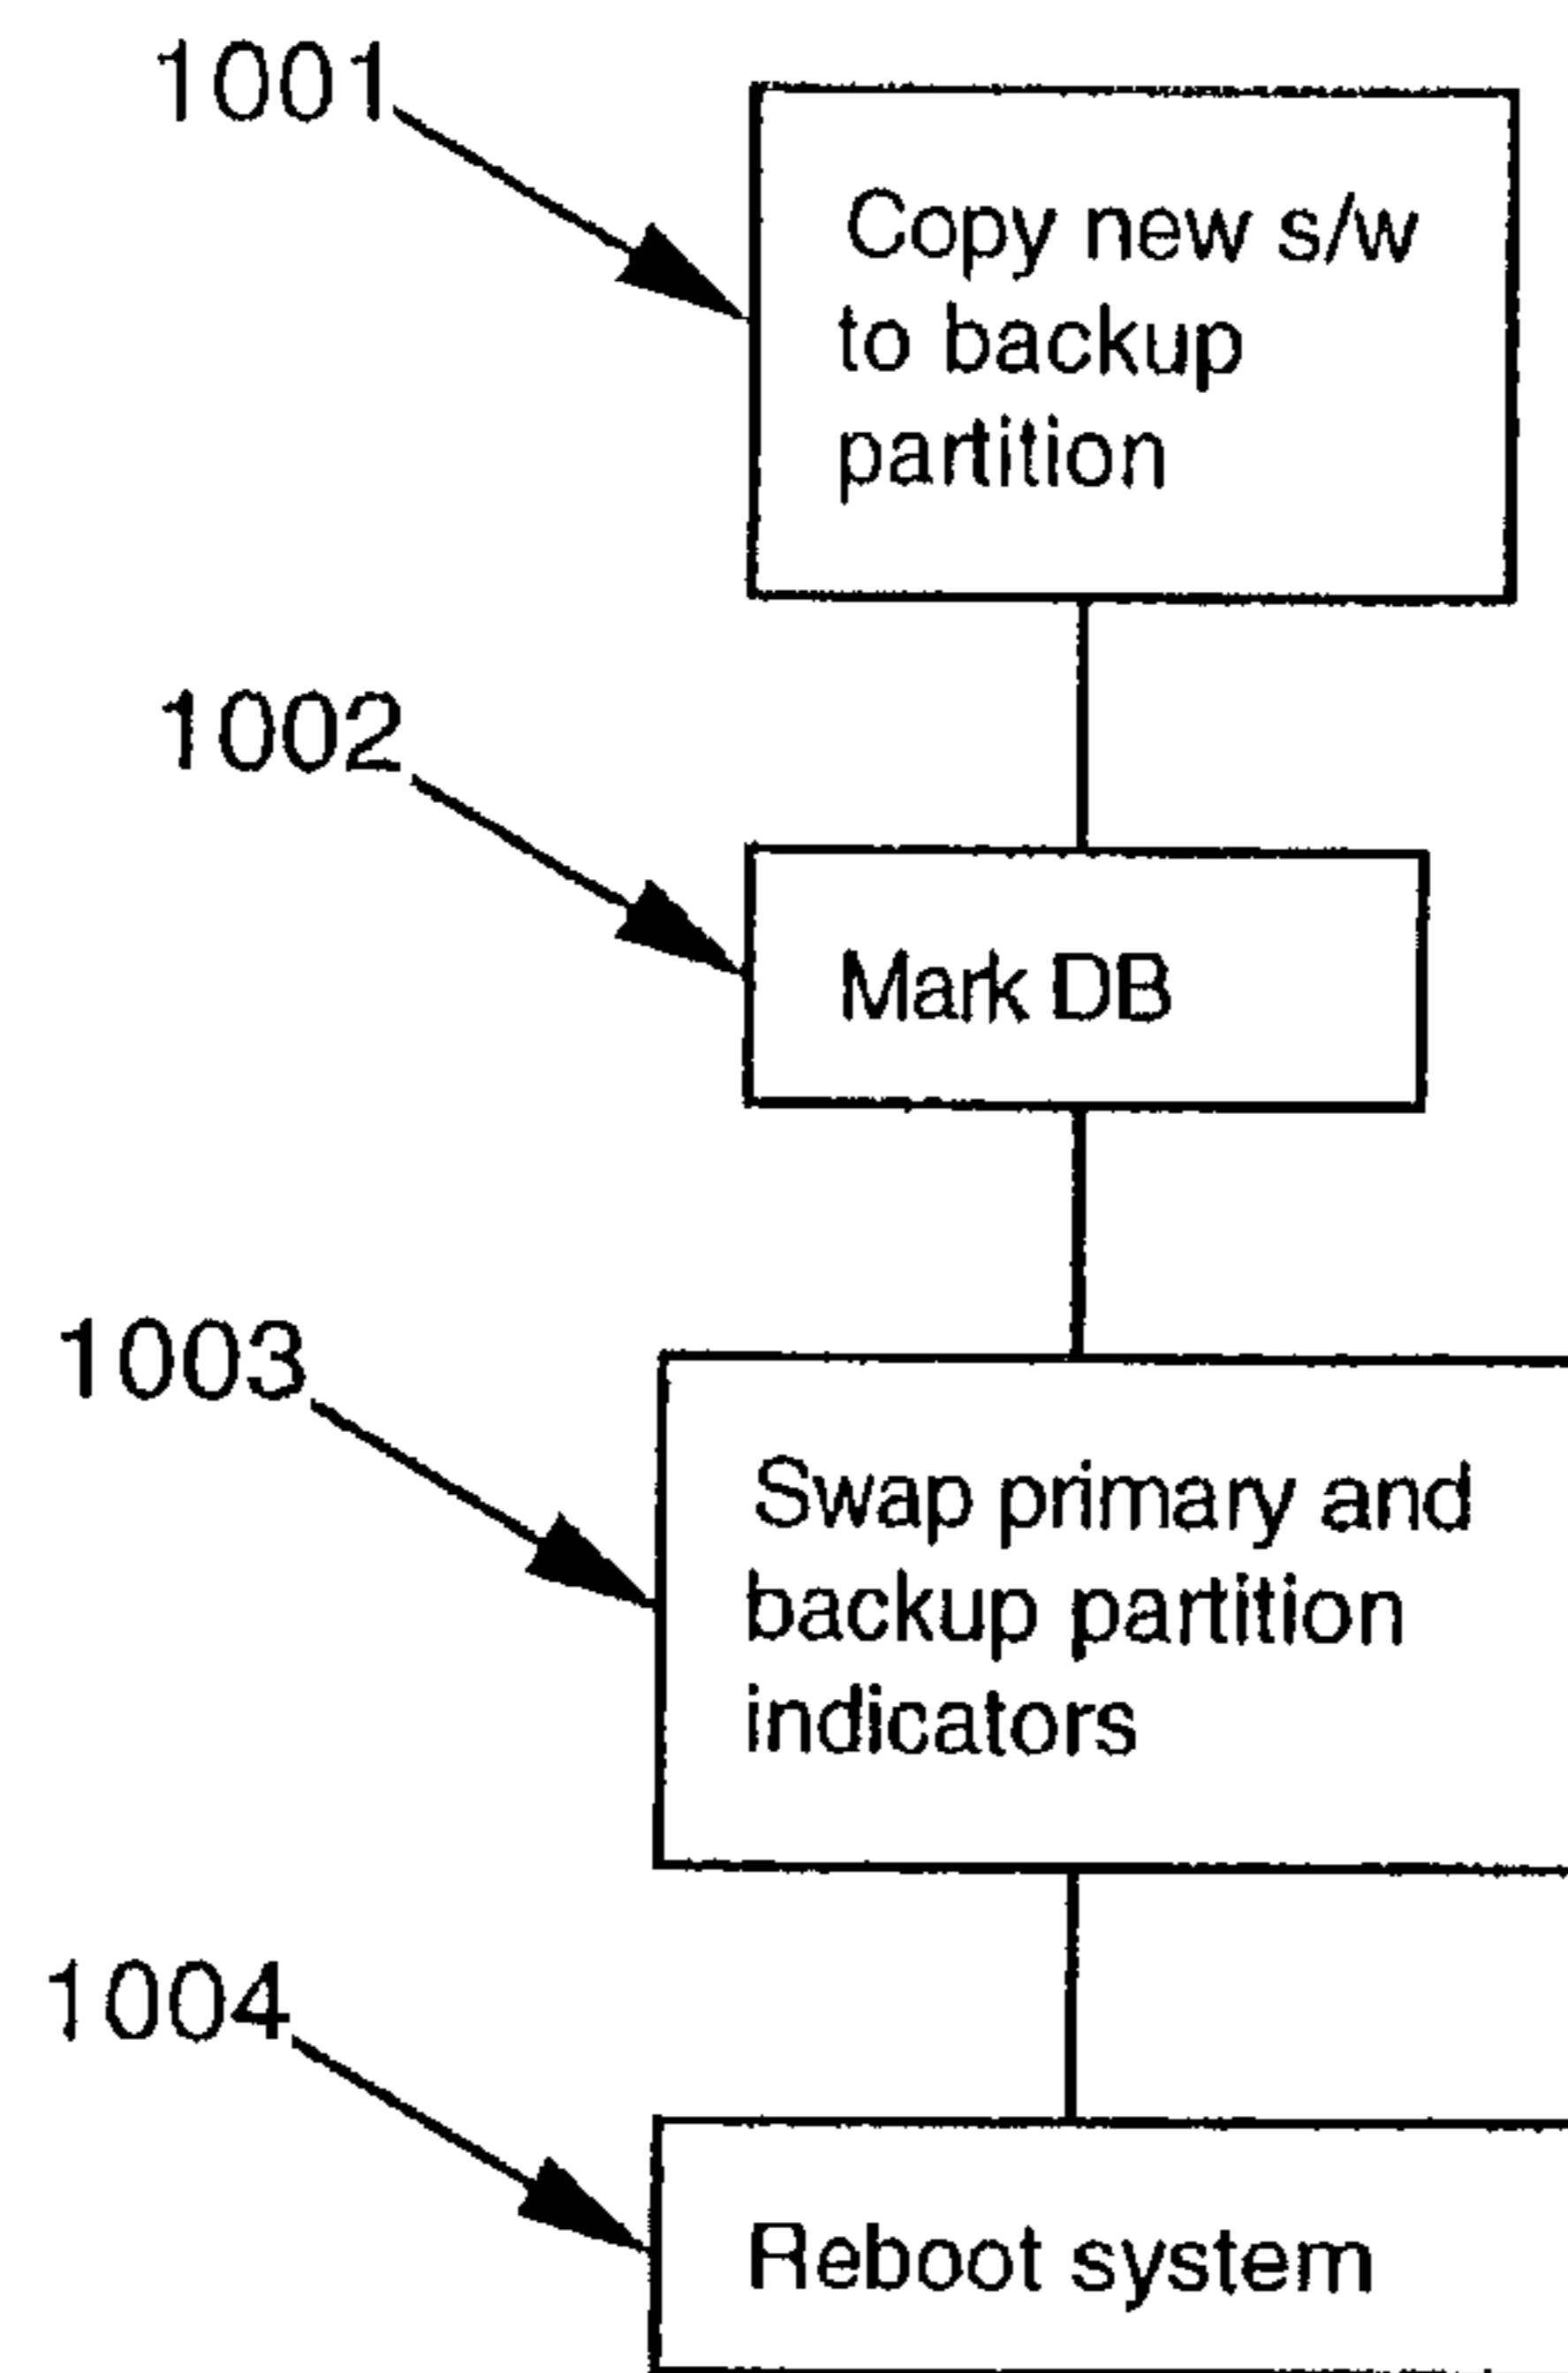 1001
Copy new s/w
to backup
partition
1002
Mark DB
1003
Swap primary and
backup partition
indicators
1004
Reboot system